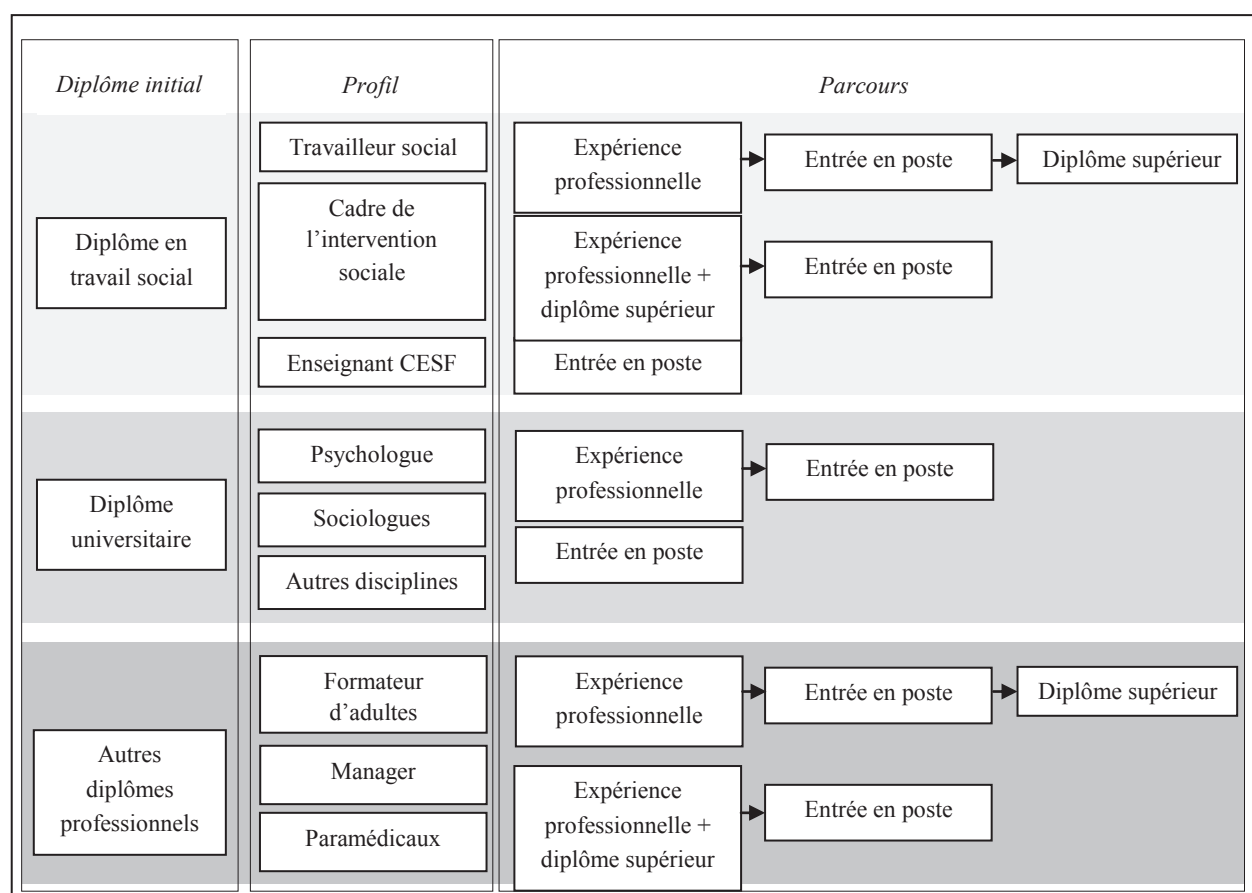 Diplôme initial
Profil
Parcours
Diplôme en
travail social
Travailleur social
Cadre de
l’intervention
sociale
Enseignant CESF
Expérience
professionnelle
Entrée en poste
Diplôme supérieur
Expérience
professionnelle +
diplôme supérieur
Entrée en poste
Entrée en poste
Diplôme
universitaire
Psychologue
Sociologues
Autres disciplines
Expérience
professionnelle
Entrée en poste
Entrée en poste
Autres
diplômes
professionnels
Formateur
d’adultes
Manager
Paramédicaux
Expérience
professionnelle
Entrée en poste
Diplôme supérieur
Expérience
professionnelle +
diplôme supérieur
Entrée en poste